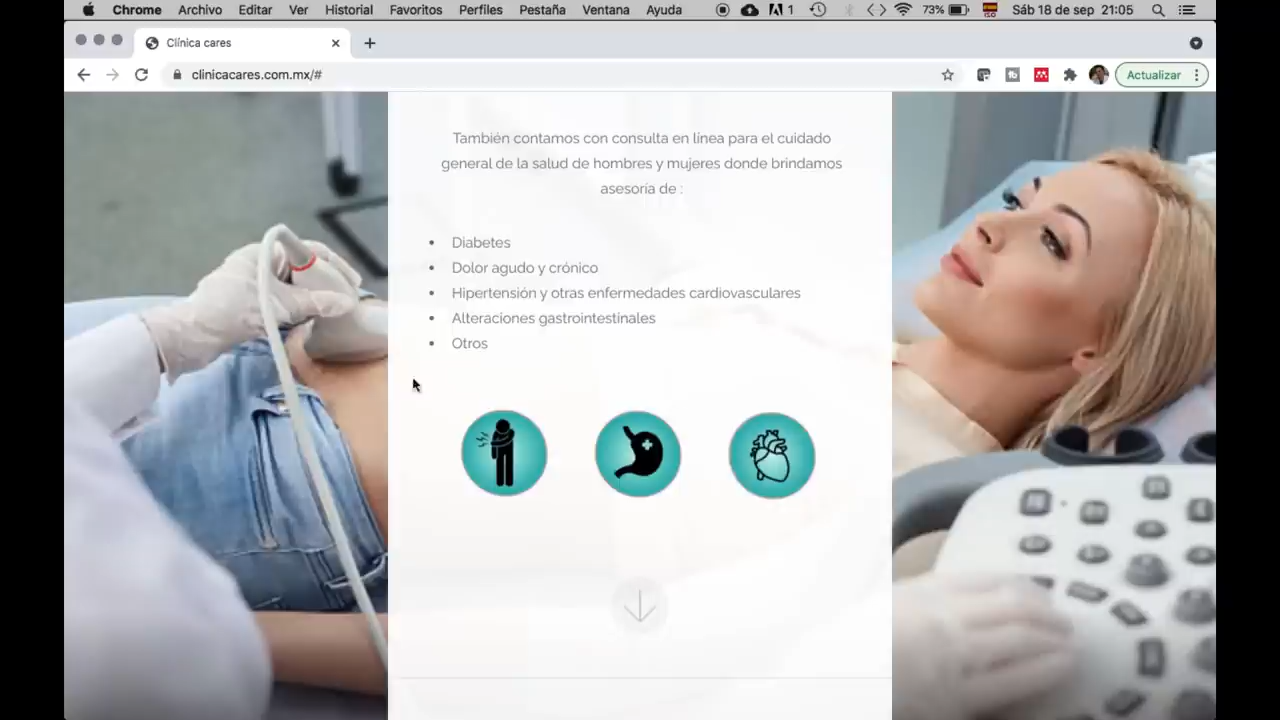 Chrome Archivo Editar Ver Historial Favoritos Perfiles Pestaña Ventana Ayuda 1 73% ISO Sáb 18 de sep 21:05
Clínica cares
clinicacares.com.mx/# Actualizar
También contamos con consulta en línea para el cuidado
general de la salud de hombres y mujeres donde brindamos
asesoría de :
• Diabetes
• Dolor agudo y crónico
• Hipertensión y otras enfermedades cardiovasculares
• Alteraciones gastrointestinales
• Otros